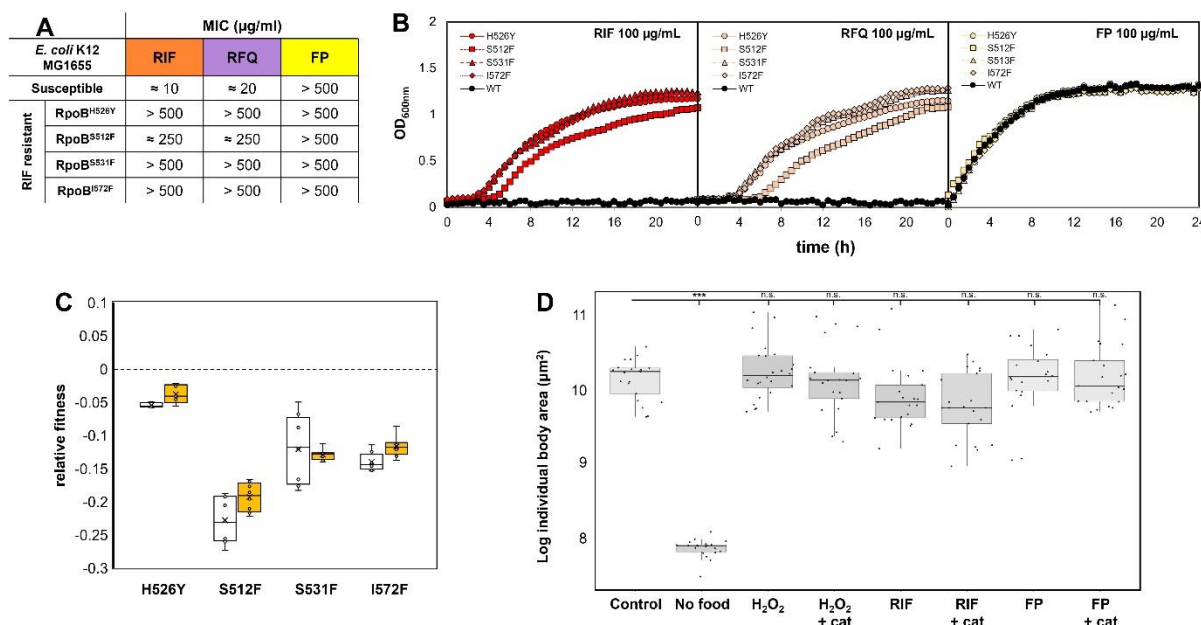 A
MIC (µg/ml)
E. coli K12 MG1655 RIF RFQ FP
Susceptible ≈ 10 ≈ 20 > 500
RIF resistant
RpoBH526Y > 500 > 500 > 500
RpoBS512F ≈ 250 ≈ 250 > 500
RpoBS531F > 500 > 500 > 500
RpoBI572F > 500 > 500 > 500
B
OD600nm
2
1.5
1
0.5
0
RIF 100 µg/mL
H526Y
S512F
S531F
I572F
WT
0 4 8 12 16 20
RFQ 100 µg/mL
H526Y
S512F
S531F
I572F
WT
0 4 8 12 16 20
FP 100 µg/mL
H526Y
S512F
S513F
I572F
WT
0 4 8 12 16 20 24
time (h)
C
relative fitness
0.1
0.05
0
-0.05
-0.1
-0.15
-0.2
-0.25
-0.3
H526Y S512F S531F I572F
D
Log individual body area (µm²)
*** n.s. n.s. n.s. n.s. n.s. n.s.
11
10
9
8
Control No food H2O2 H2O2 + cat RIF RIF + cat FP FP + cat